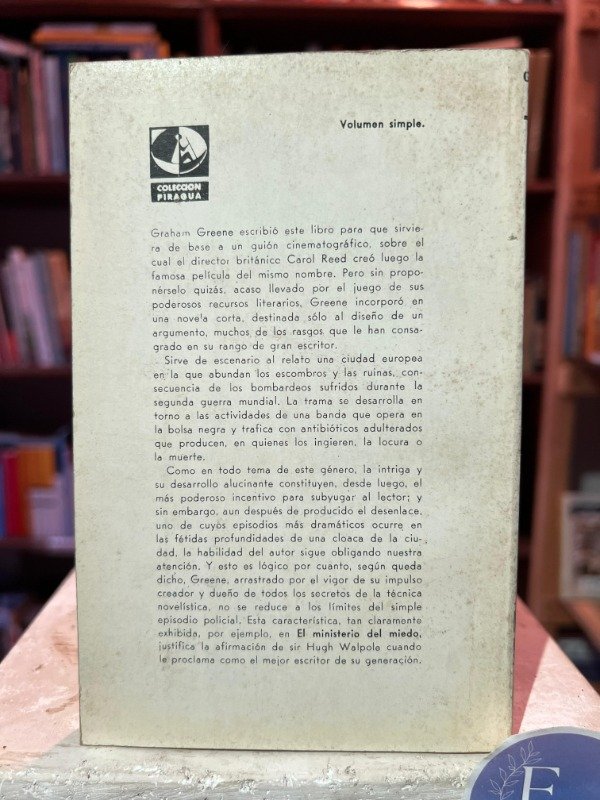 Volumen simple.
COLECCION
PIRAGUA
Graham Greene escribió este libro para que sirvie-
ra de base a un guión cinematográfico, sobre el
cual el director británico Carol Reed creó luego la
famosa película del mismo nombre. Pero sin propo-
nérselo quizás, acaso llevado por el juego de sus
poderosos recursos literarios, Greene incorporó en
una novela corta, destinada sólo al diseño de un
argumento, muchos de los rasgos que le han consa-
grado en su rango de gran escritor.
Sirve de escenario al relato una ciudad europea
en la que abundan los escombros y las ruinas, con-
secuencia de los bombardeos sufridos durante la
segunda guerra mundial. La trama se desarrolla en
torno a las actividades de una banda que opera en
la bolsa negra y trafica con antibióticos adulterados
que producen, en quienes los ingieren, la locura o
la muerte.
Como en todo tema de este género, la intriga y
su desarrollo alucinante constituyen, desde luego, el
más poderoso incentivo para subyugar al lector; y
sin embargo, aun después de producido el desenlace,
uno de cuyos episodios más dramáticos ocurre en
las fétidas profundidades de una cloaca de la ciu-
dad, la habilidad del autor sigue obligando nuestra
atención. Y esto es lógico por cuanto, según queda
dicho, Greene, arrastrado por el vigor de su impulso
creador y dueño de todos los secretos de la técnica
novelística, no se reduce a los límites del simple
episodio policial. Esta característica, tan claramente
exhibida, por ejemplo, en El ministerio del miedo,
justifica la afirmación de sir Hugh Walpole cuando
le proclama como el mejor escritor de su generación.
E